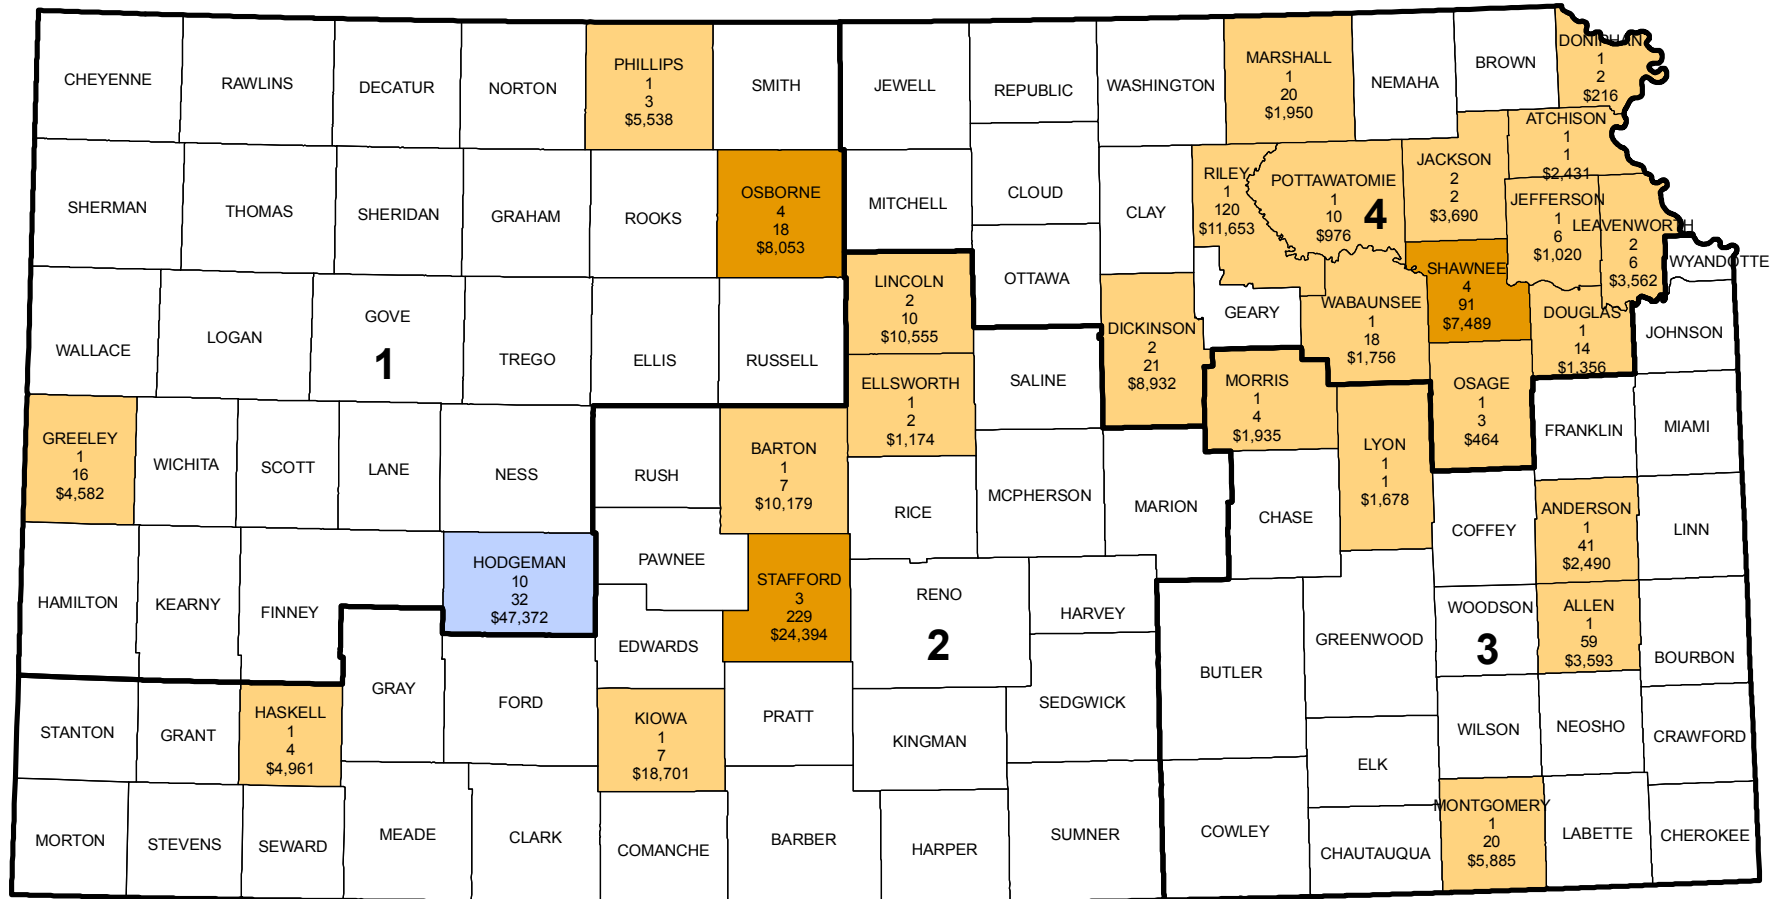 CHEYENNE
RAWLINS
DECATUR
NORTON
PHILLIPS
1
3
$5,538
SMITH
JEWELL
REPUBLIC
WASHINGTON
MARSHALL
1
20
$1,950
NEMAHA
BROWN
DONIPHAN
1
2
$216
ATCHISON
1
1
$2,431
SHERMAN
THOMAS
SHERIDAN
GRAHAM
ROOKS
OSBORNE
4
18
$8,053
MITCHELL
CLOUD
CLAY
RILEY
1
120
$11,653
POTTAWATOMIE
1
10
$976
4
JACKSON
2
2
$3,690
JEFFERSON
1
6
$1,020
LEAVENWORTH
2
6
$3,562
WYANDOTTE
WALLACE
LOGAN
GOVE
1
TREGO
ELLIS
RUSSELL
LINCOLN
2
10
$10,555
OTTAWA
DICKINSON
2
21
$8,932
GEARY
WABAUNSEE
1
18
$1,756
SHAWNEE
4
91
$7,489
DOUGLAS
1
14
$1,356
JOHNSON
GREELEY
1
16
$4,582
WICHITA
SCOTT
LANE
NESS
RUSH
BARTON
1
7
$10,179
ELLSWORTH
1
2
$1,174
SALINE
MORRIS
1
4
$1,935
LYON
1
1
$1,678
OSAGE
1
3
$464
FRANKLIN
MIAMI
RICE
MCPHERSON
MARION
CHASE
COFFEY
ANDERSON
1
41
$2,490
LINN
HAMILTON
KEARNY
FINNEY
HODGEMAN
10
32
$47,372
PAWNEE
STAFFORD
3
229
$24,394
RENO
2
HARVEY
EDWARDS
BUTLER
GREENWOOD
WOODSON
3
ALLEN
1
59
$3,593
BOURBON
STANTON
GRANT
HASKELL
1
4
$4,961
GRAY
FORD
KIOWA
1
7
$18,701
PRATT
KINGMAN
SEDGWICK
ELK
WILSON
NEOSHO
CRAWFORD
MORTON
STEVENS
SEWARD
MEADE
CLARK
COMANCHE
BARBER
HARPER
SUMNER
COWLEY
CHAUTAUQUA
MONTGOMERY
1
20
$5,885
LABETTE
CHEROKEE